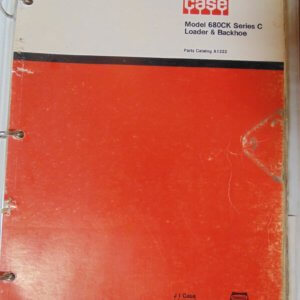 case
Model 680CK Series C
Loader & Backhoe
Parts Catalog A1222
J I Case